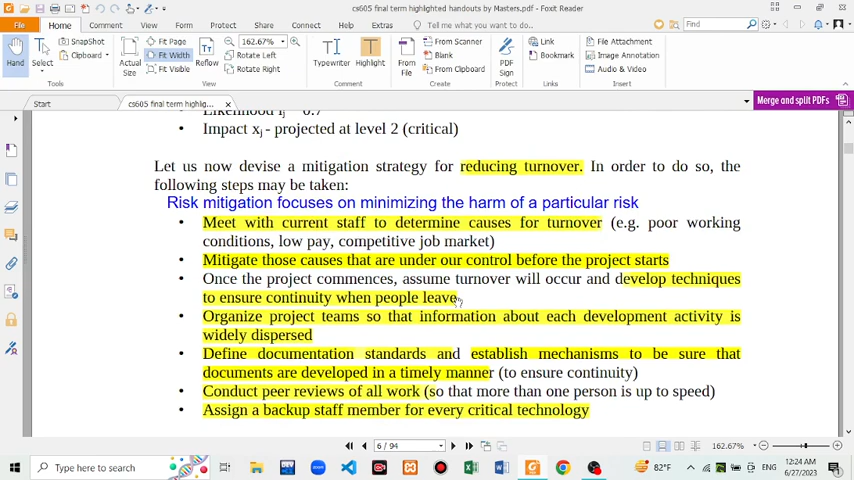 cs605 final term highlighted handouts by Masters.pdf - Foxit Reader
File Home Comment View Form Protect Share Connect Help Extras Tell me what you want to do... Find
Hand
Select
SnapShot
Clipboard
Tools
Actual Size
Fit Page
Fit Width
Fit Visible
Reflow
162.67%
Rotate Left
Rotate Right
View
Typewriter
Highlight
Comment
From File
From Scanner
Blank
From Clipboard
Create
PDF Sign
Protect
Link
Bookmark
Links
File Attachment
Image Annotation
Audio & Video
Insert
Start cs605 final term highlig... Merge and split PDFs
• Impact xj - projected at level 2 (critical)
Let us now devise a mitigation strategy for reducing turnover. In order to do so, the
following steps may be taken:
Risk mitigation focuses on minimizing the harm of a particular risk
• Meet with current staff to determine causes for turnover (e.g. poor working
conditions, low pay, competitive job market)
• Mitigate those causes that are under our control before the project starts
• Once the project commences, assume turnover will occur and develop techniques
to ensure continuity when people leave
• Organize project teams so that information about each development activity is
widely dispersed
• Define documentation standards and establish mechanisms to be sure that
documents are developed in a timely manner (to ensure continuity)
• Conduct peer reviews of all work (so that more than one person is up to speed)
• Assign a backup staff member for every critical technology
6 / 94 162.67%
Type here to search 82°F ENG 12:24 AM
6/27/2023